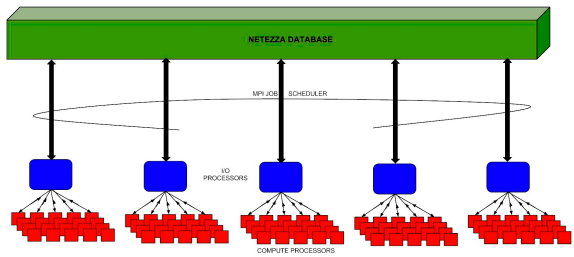 NETEZZA DATABASE
MPI JOB SCHEDULER
I/O
PROCESSORS
COMPUTE PROCESSORS